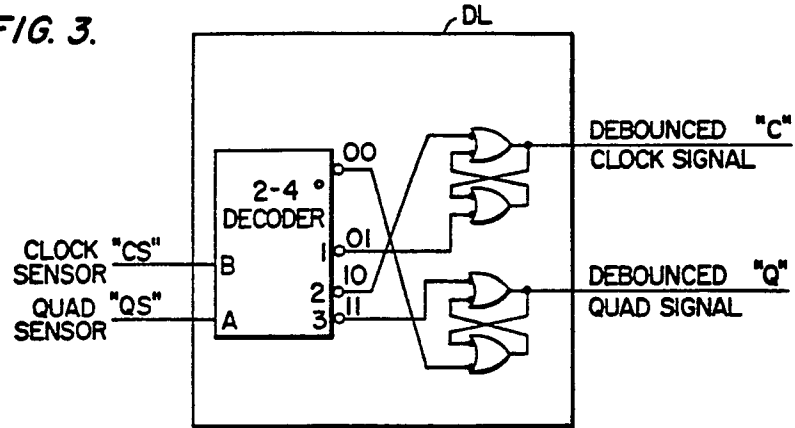 FIG. 3.
DL
00
2-4 0
DECODER
01
1
10
2
11
3
CLOCK "CS"
SENSOR
B
QUAD "QS"
SENSOR
A
DEBOUNCED "C"
CLOCK SIGNAL
DEBOUNCED "Q"
QUAD SIGNAL